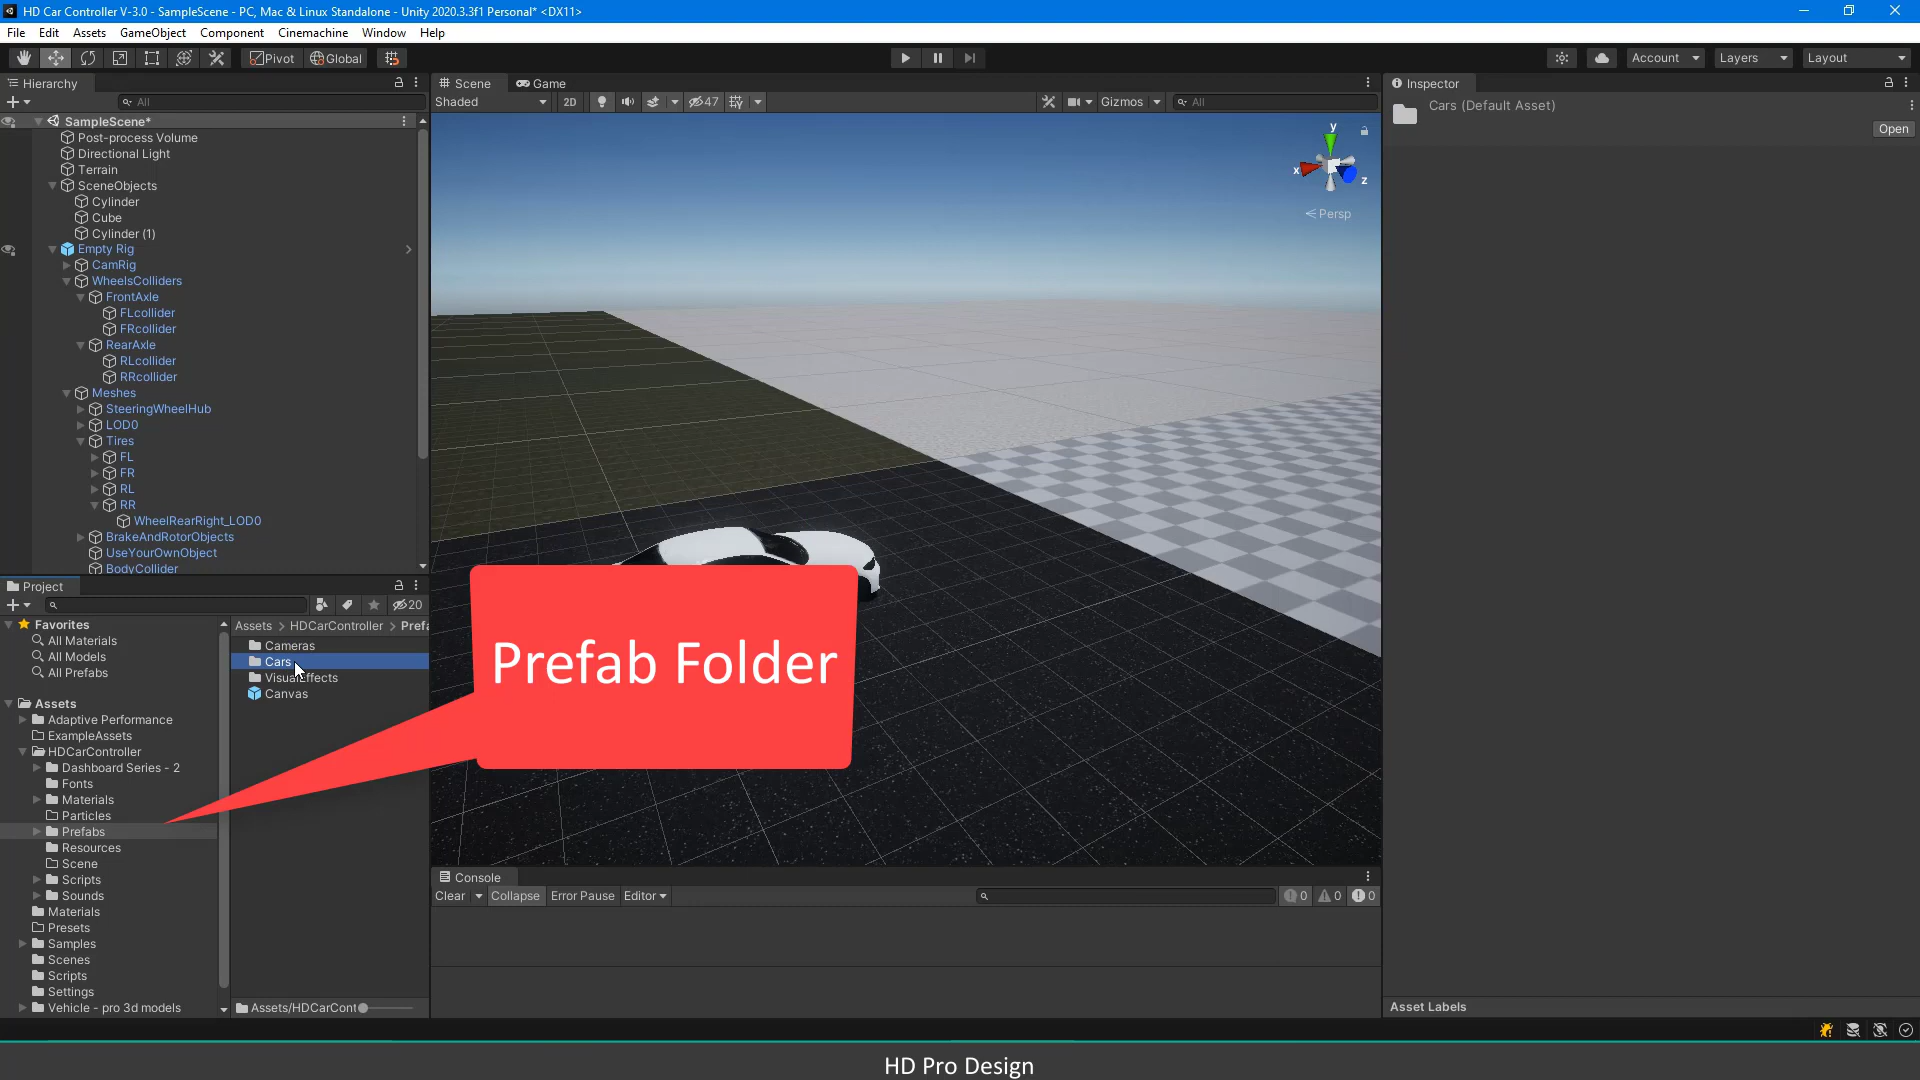 HD Car Controller V-3.0 - SampleScene - PC, Mac & Linux Standalone - Unity 2020.3.3f1 Personal* <DX11>
File Edit Assets GameObject Component Cinemachine Window Help
Pivot Global Account Layers Layout
Hierarchy
All
SampleScene*
Post-process Volume
Directional Light
Terrain
SceneObjects
Cylinder
Cube
Cylinder (1)
Empty Rig
CamRig
WheelsColliders
FrontAxle
FLcollider
FRcollider
RearAxle
RLcollider
RRcollider
Meshes
SteeringWheelHub
LOD0
Tires
FL
FR
RL
RR
WheelRearRight_LOD0
BrakeAndRotorObjects
UseYourOwnObject
BodyCollider
Scene Game
Shaded 2D 47 Gizmos All
y
x
z
Persp
Inspector
Cars (Default Asset)
Open
Project
20
Favorites
All Materials
All Models
All Prefabs
Assets
Adaptive Performance
ExampleAssets
HDCarController
Dashboard Series - 2
Fonts
Materials
Particles
Prefabs
Resources
Scene
Scripts
Sounds
Materials
Presets
Samples
Scenes
Scripts
Settings
Vehicle - pro 3d models
Assets > HDCarController > Prefa
Cameras
Cars
VisualEffects
Canvas
Assets/HDCarCont
Prefab Folder
Console
Clear Collapse Error Pause Editor 0 0 0
Asset Labels
HD Pro Design